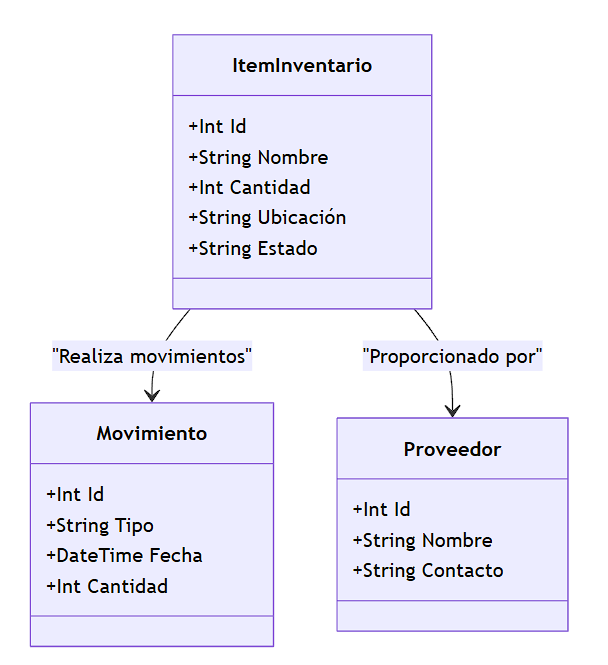 ItemInventario
+Int Id
+String Nombre
+Int Cantidad
+String Ubicación
+String Estado
"Realiza movimientos"
"Proporcionado por"
Movimiento
+Int Id
+String Tipo
+DateTime Fecha
+Int Cantidad
Proveedor
+Int Id
+String Nombre
+String Contacto